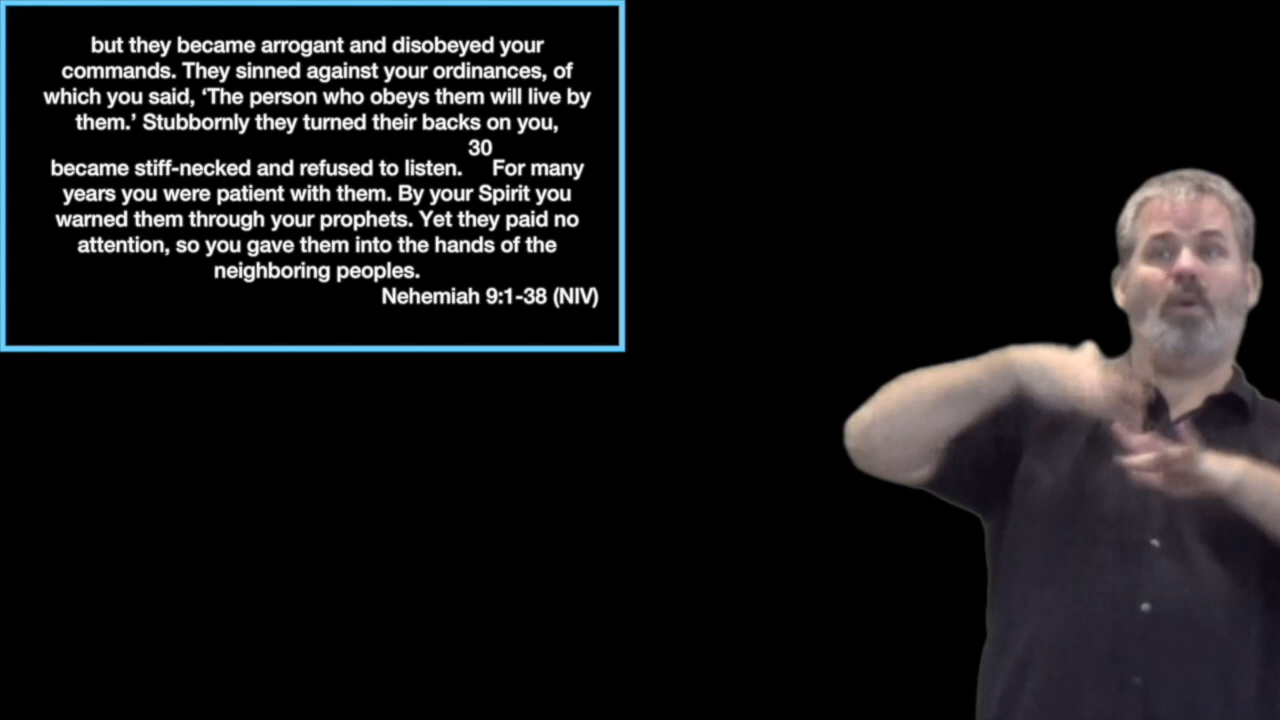 but they became arrogant and disobeyed your
commands. They sinned against your ordinances, of
which you said, ‘The person who obeys them will live by
them.’ Stubbornly they turned their backs on you,
became stiff-necked and refused to listen. 30 For many
years you were patient with them. By your Spirit you
warned them through your prophets. Yet they paid no
attention, so you gave them into the hands of the
neighboring peoples.
Nehemiah 9:1-38 (NIV)